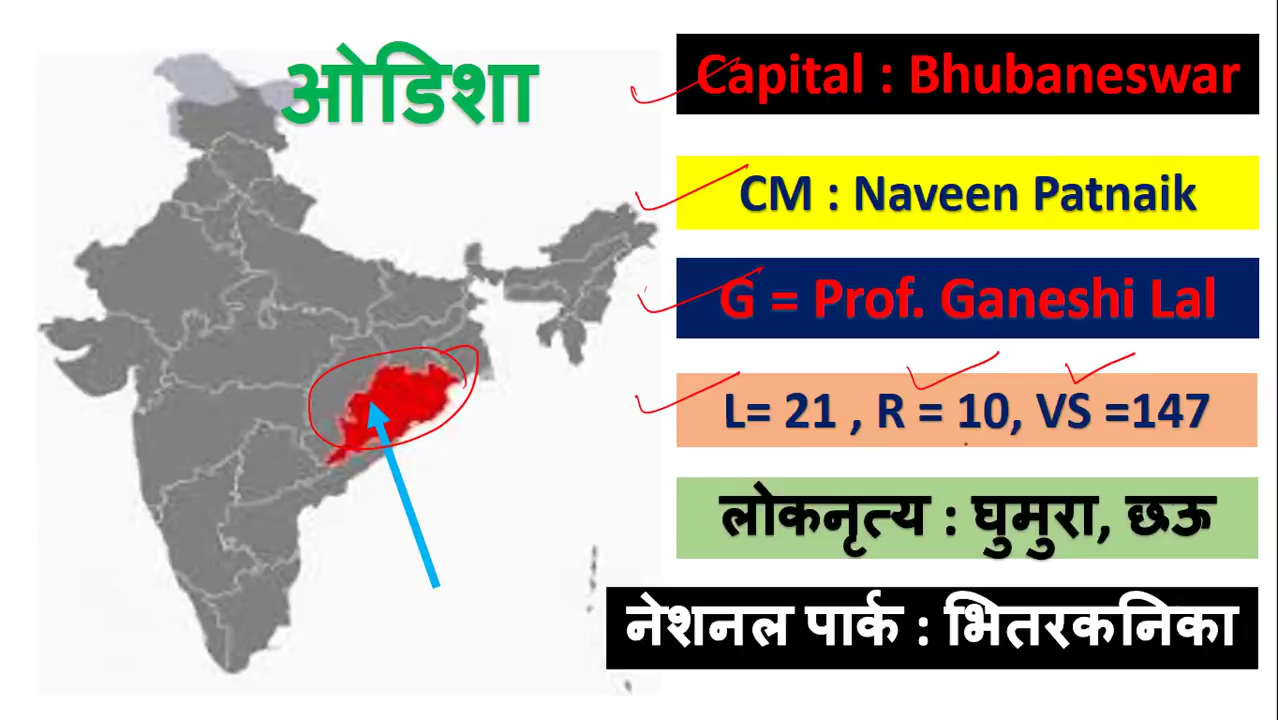 ओडिशा
Capital : Bhubaneswar
CM : Naveen Patnaik
G = Prof. Ganeshi Lal
L= 21 , R = 10, VS =147
लोकनृत्य : घुमुरा, छऊ
नेशनल पार्क : भितरकनिका